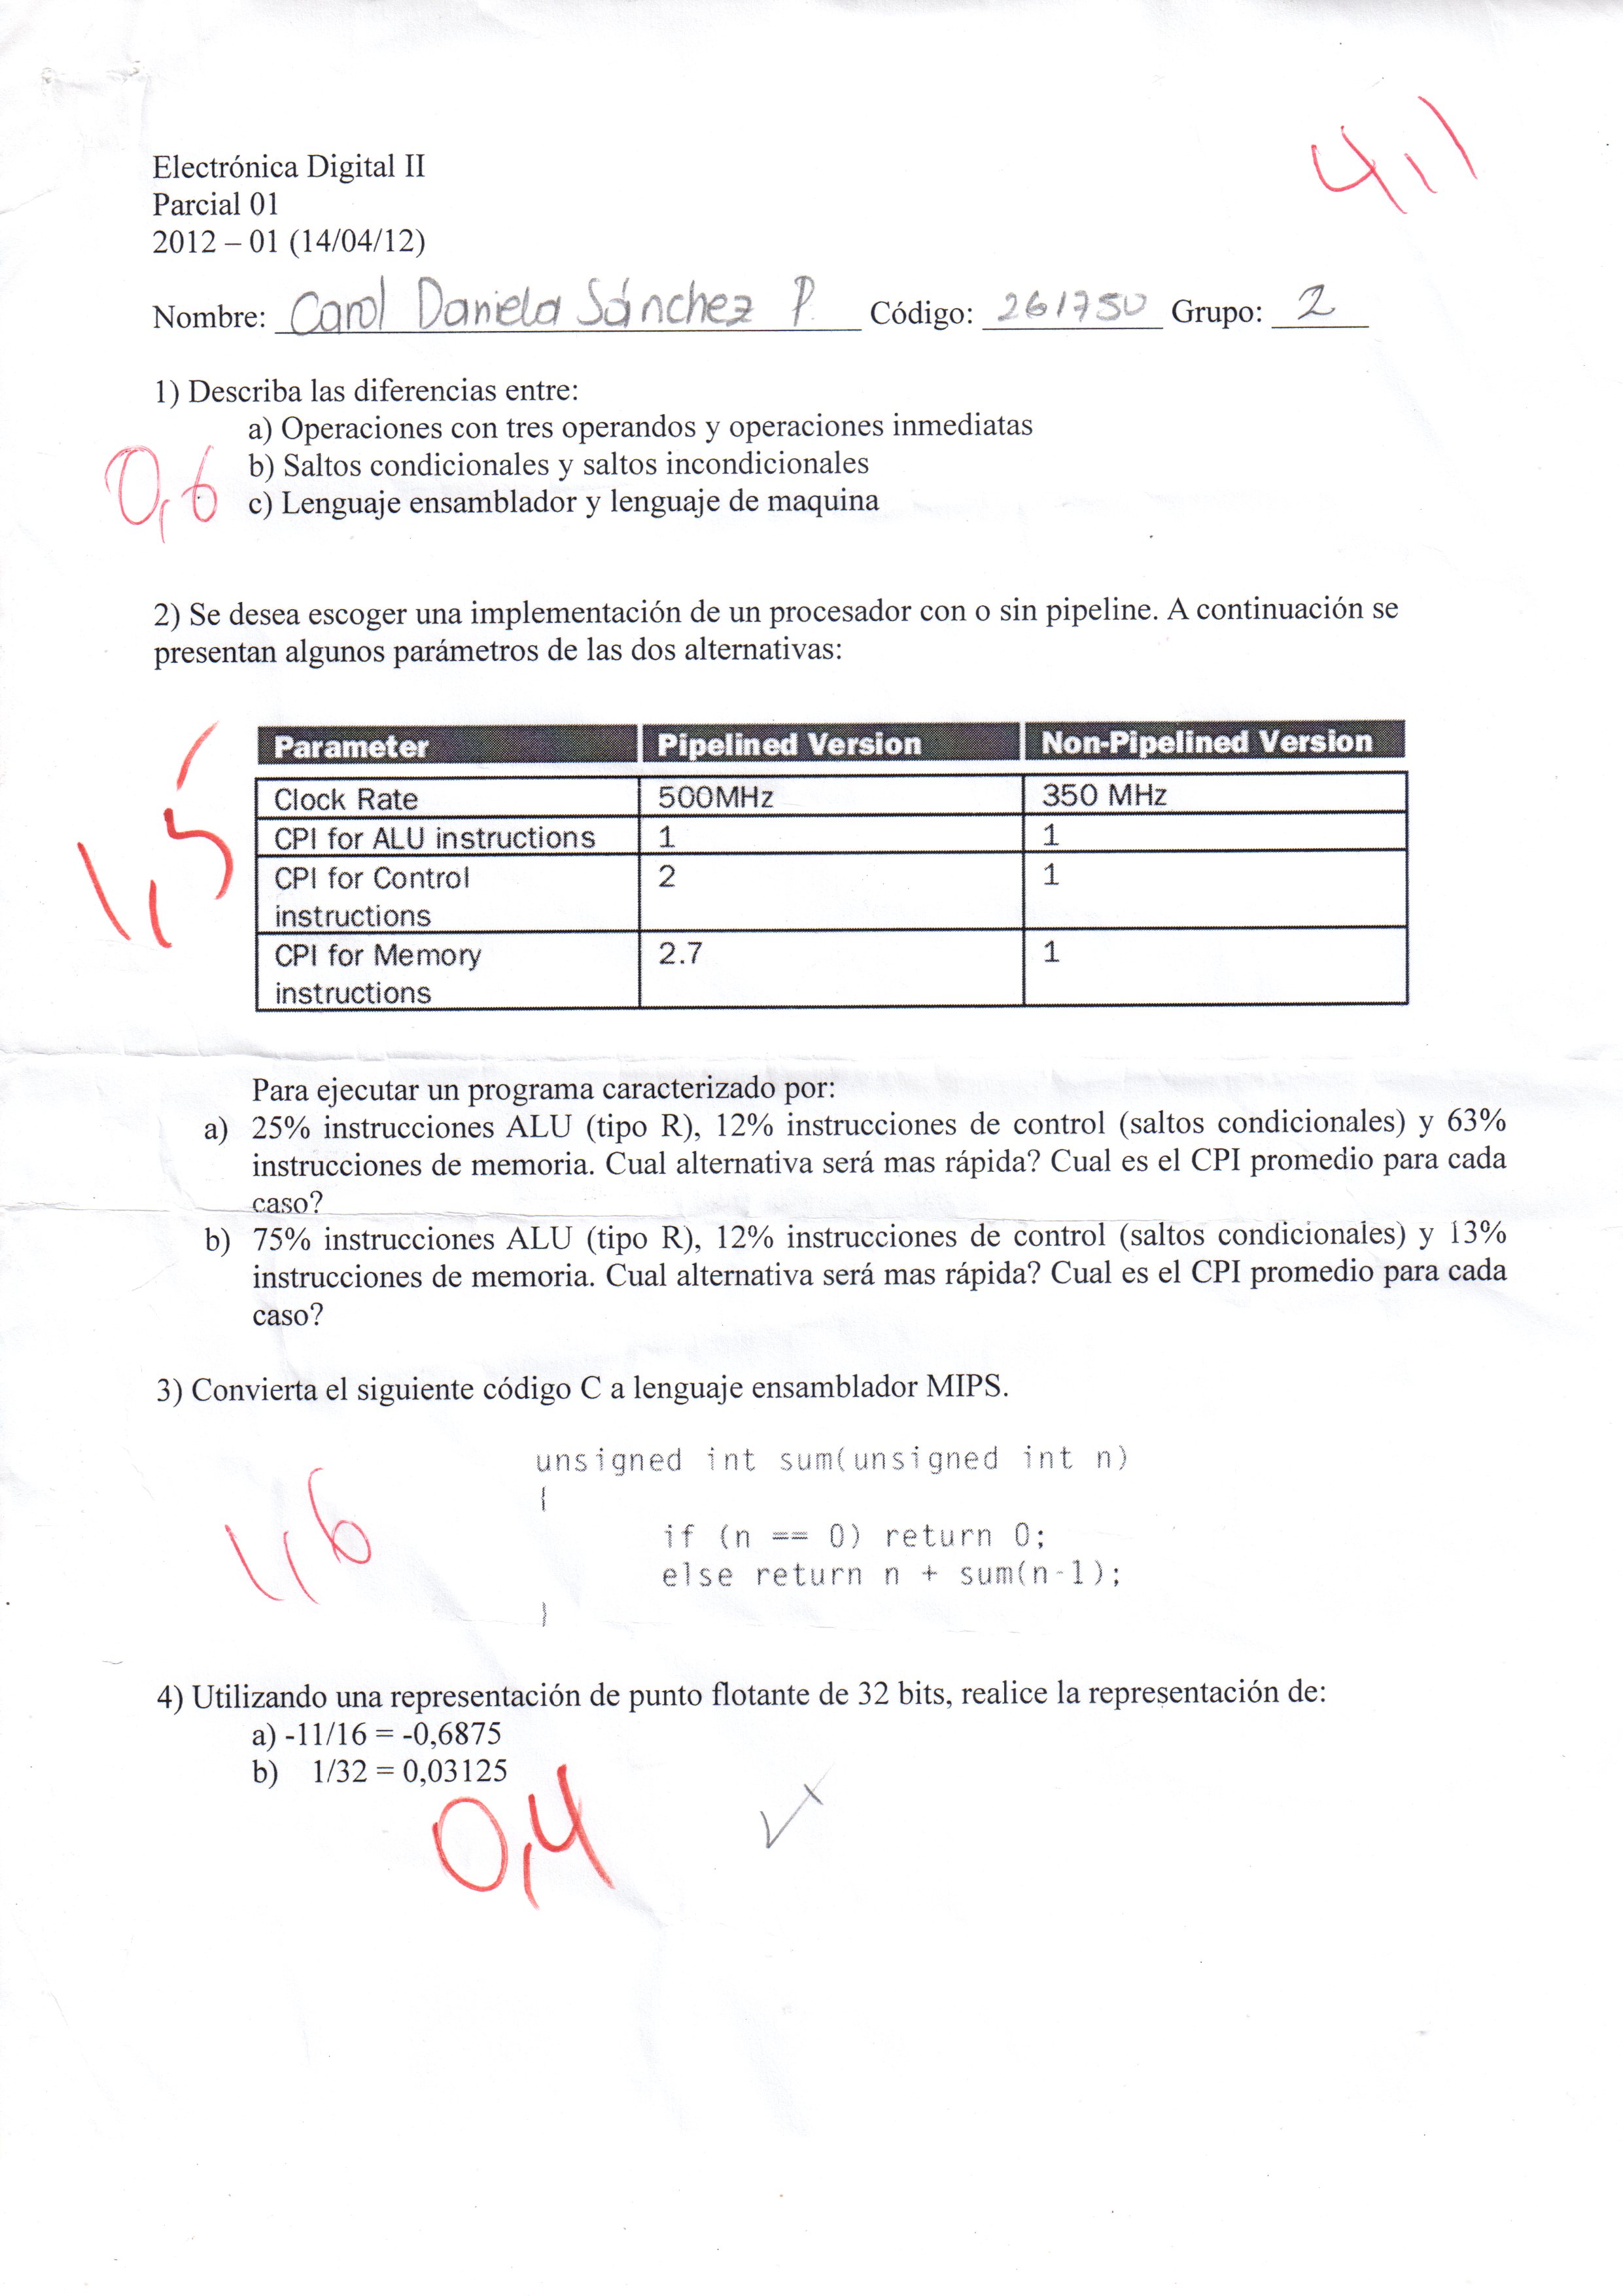 4,1
Electrónica Digital II
Parcial 01
2012 – 01 (14/04/12)
Nombre: Carol Daniela Sánchez P. Código: 261750 Grupo: 2
1) Describa las diferencias entre:
a) Operaciones con tres operandos y operaciones inmediatas
b) Saltos condicionales y saltos incondicionales
0,6
c) Lenguaje ensamblador y lenguaje de maquina
2) Se desea escoger una implementación de un procesador con o sin pipeline. A continuación se
presentan algunos parámetros de las dos alternativas:
1,5
Parameter Pipelined Version Non-Pipelined Version
Clock Rate 500MHz 350 MHz
CPI for ALU instructions 1 1
CPI for Control 2 1
instructions
CPI for Memory 2.7 1
instructions
Para ejecutar un programa caracterizado por:
a) 25% instrucciones ALU (tipo R), 12% instrucciones de control (saltos condicionales) y 63%
instrucciones de memoria. Cual alternativa será mas rápida? Cual es el CPI promedio para cada
caso?
b) 75% instrucciones ALU (tipo R), 12% instrucciones de control (saltos condicionales) y 13%
instrucciones de memoria. Cual alternativa será mas rápida? Cual es el CPI promedio para cada
caso?
3) Convierta el siguiente código C a lenguaje ensamblador MIPS.
unsigned int sum(unsigned int n)
{
1,6
if (n == 0) return 0;
else return n + sum(n-1);
}
4) Utilizando una representación de punto flotante de 32 bits, realice la representación de:
a) -11/16 = -0,6875
b) 1/32 = 0,03125
0,4